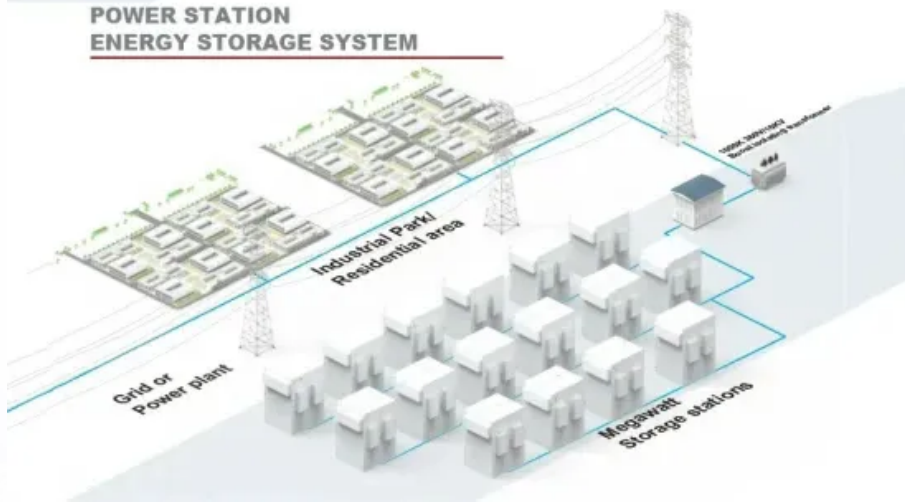 POWER STATION
ENERGY STORAGE SYSTEM
Industrial Park/
Residential area
Grid or
Power plant
Megawatt
Storage stations